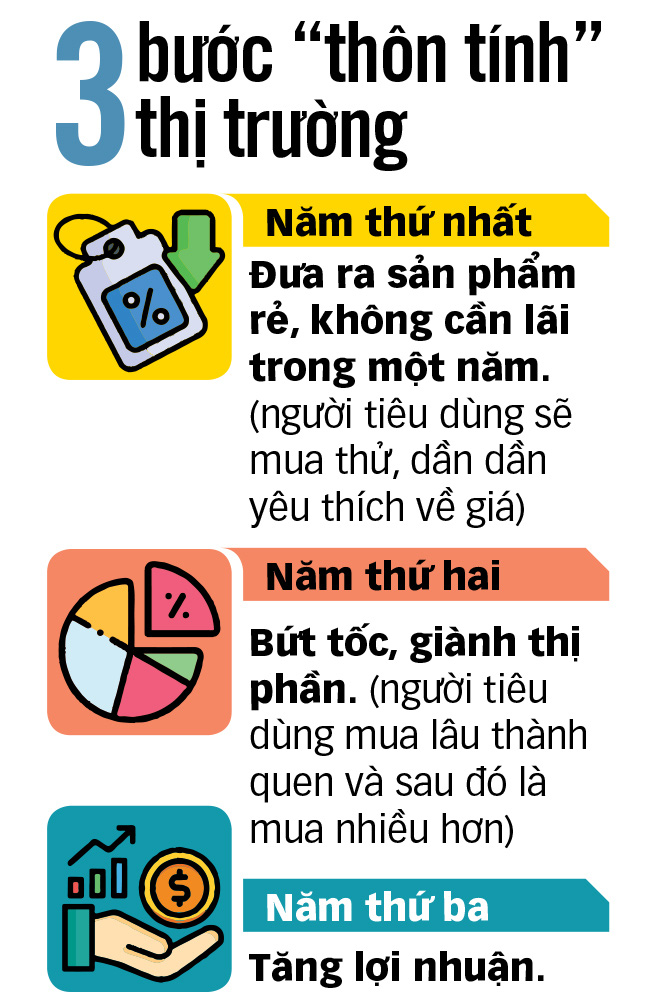 3 bước “thôn tính”
thị trường
Năm thứ nhất
Đưa ra sản phẩm
rẻ, không cần lãi
trong một năm.
(người tiêu dùng sẽ
mua thử, dần dần
yêu thích về giá)
Năm thứ hai
Bứt tốc, giành thị
phần. (người tiêu
dùng mua lâu thành
quen và sau đó là
mua nhiều hơn)
Năm thứ ba
Tăng lợi nhuận.